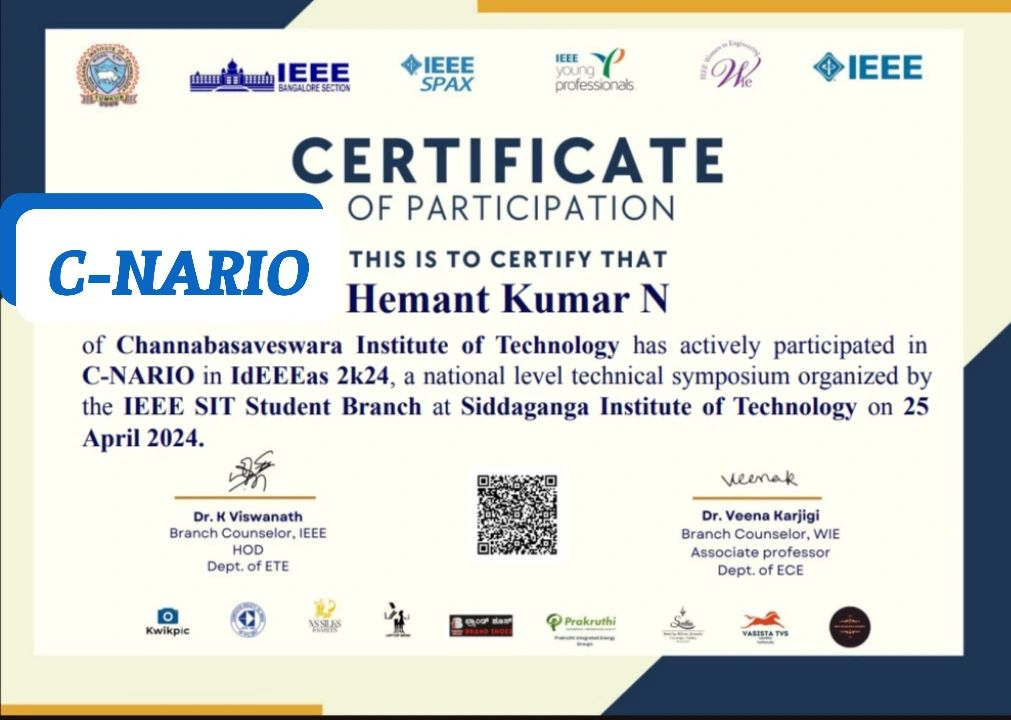 IEEE
BANGALORE SECTION
IEEE
SPAX
IEEE
young
professionals
IEEE Women in Engineering
WIe
IEEE
CERTIFICATE
OF PARTICIPATION
C-NARIO
THIS IS TO CERTIFY THAT
Hemant Kumar N
of Channabasaveswara Institute of Technology has actively participated in
C-NARIO in IdEEEas 2k24, a national level technical symposium organized by
the IEEE SIT Student Branch at Siddaganga Institute of Technology on 25
April 2024.
veenak
Dr. K Viswanath
Branch Counselor, IEEE
HOD
Dept. of ETE
Dr. Veena Karjigi
Branch Counselor, WIE
Associate professor
Dept. of ECE
Kwikpic
NS SILKS
BRAND SHOES
Prakruthi
Prakruthi Integrated Energy
Groups
VASISTA TVS